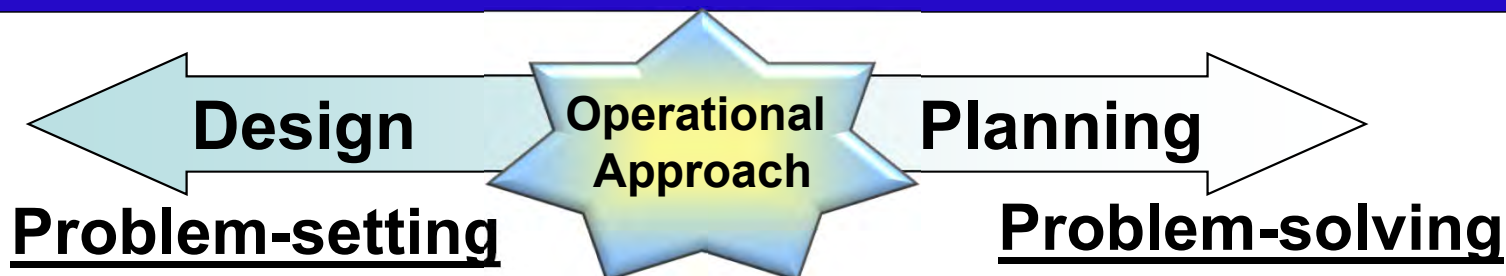 Design
Operational
Approach
Planning
Problem-setting
Problem-solving